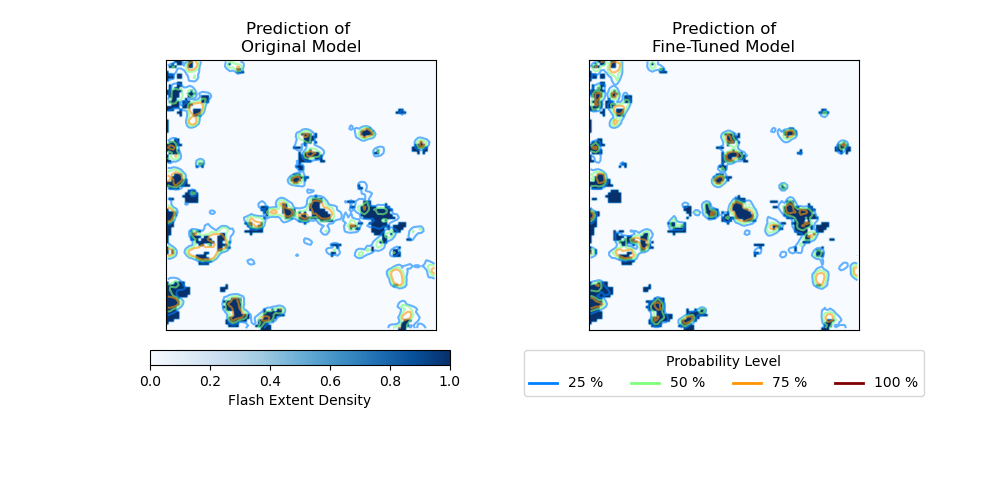 Prediction of
Original Model
Prediction of
Fine-Tuned Model
0.0 0.2 0.4 0.6 0.8 1.0
Flash Extent Density
Probability Level
25 % 50 % 75 % 100 %